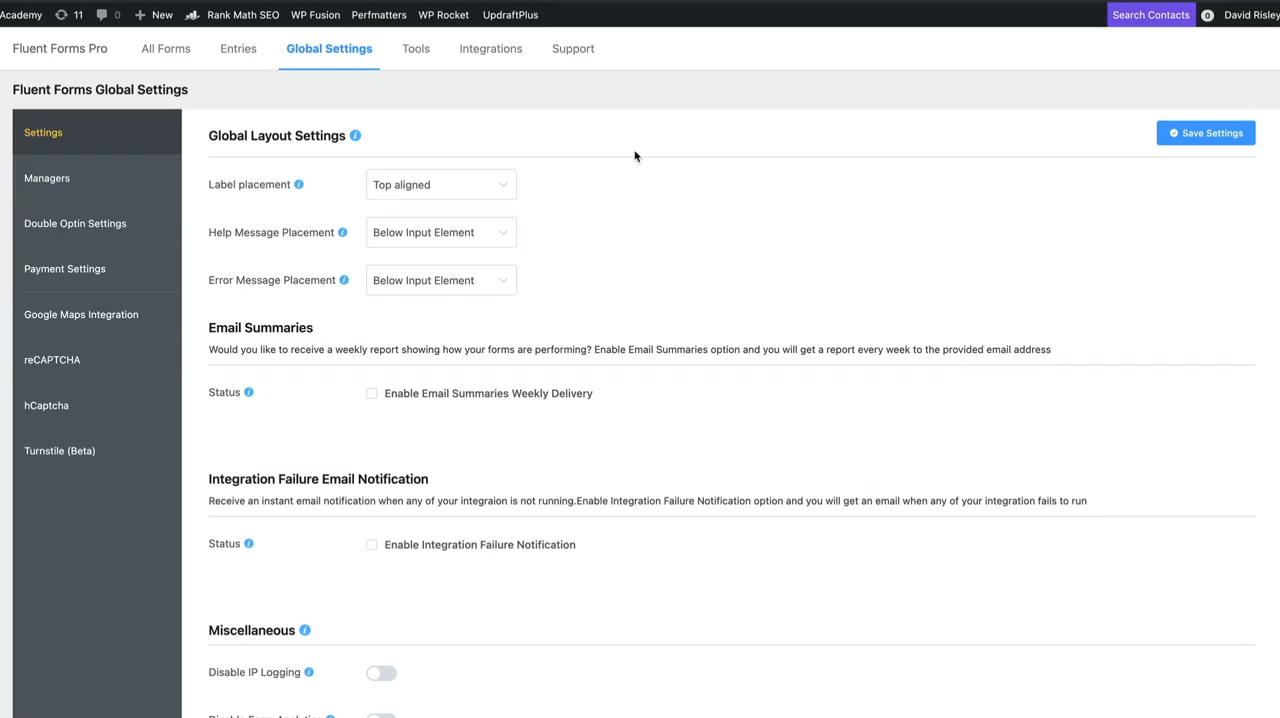 Academy 11 0 New Rank Math SEO WP Fusion Perfmatters WP Rocket UpdraftPlus Search Contacts 0 David Risley
Fluent Forms Pro All Forms Entries Global Settings Tools Integrations Support
Fluent Forms Global Settings
Settings
Managers
Double Optin Settings
Payment Settings
Google Maps Integration
reCAPTCHA
hCaptcha
Turnstile (Beta)
Global Layout Settings
Save Settings
Label placement Top aligned
Help Message Placement Below Input Element
Error Message Placement Below Input Element
Email Summaries
Would you like to receive a weekly report showing how your forms are performing? Enable Email Summaries option and you will get a report every week to the provided email address
Status Enable Email Summaries Weekly Delivery
Integration Failure Email Notification
Receive an instant email notification when any of your integraion is not running.Enable Integration Failure Notification option and you will get an email when any of your integration fails to run
Status Enable Integration Failure Notification
Miscellaneous
Disable IP Logging